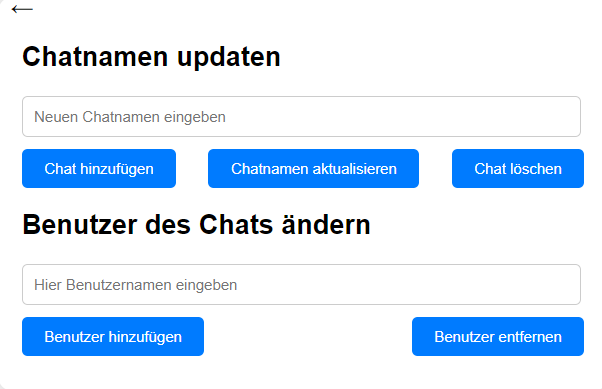 ←
Chatnamen updaten
Neuen Chatnamen eingeben
Chat hinzufügen Chatnamen aktualisieren Chat löschen
Benutzer des Chats ändern
Hier Benutzernamen eingeben
Benutzer hinzufügen Benutzer entfernen